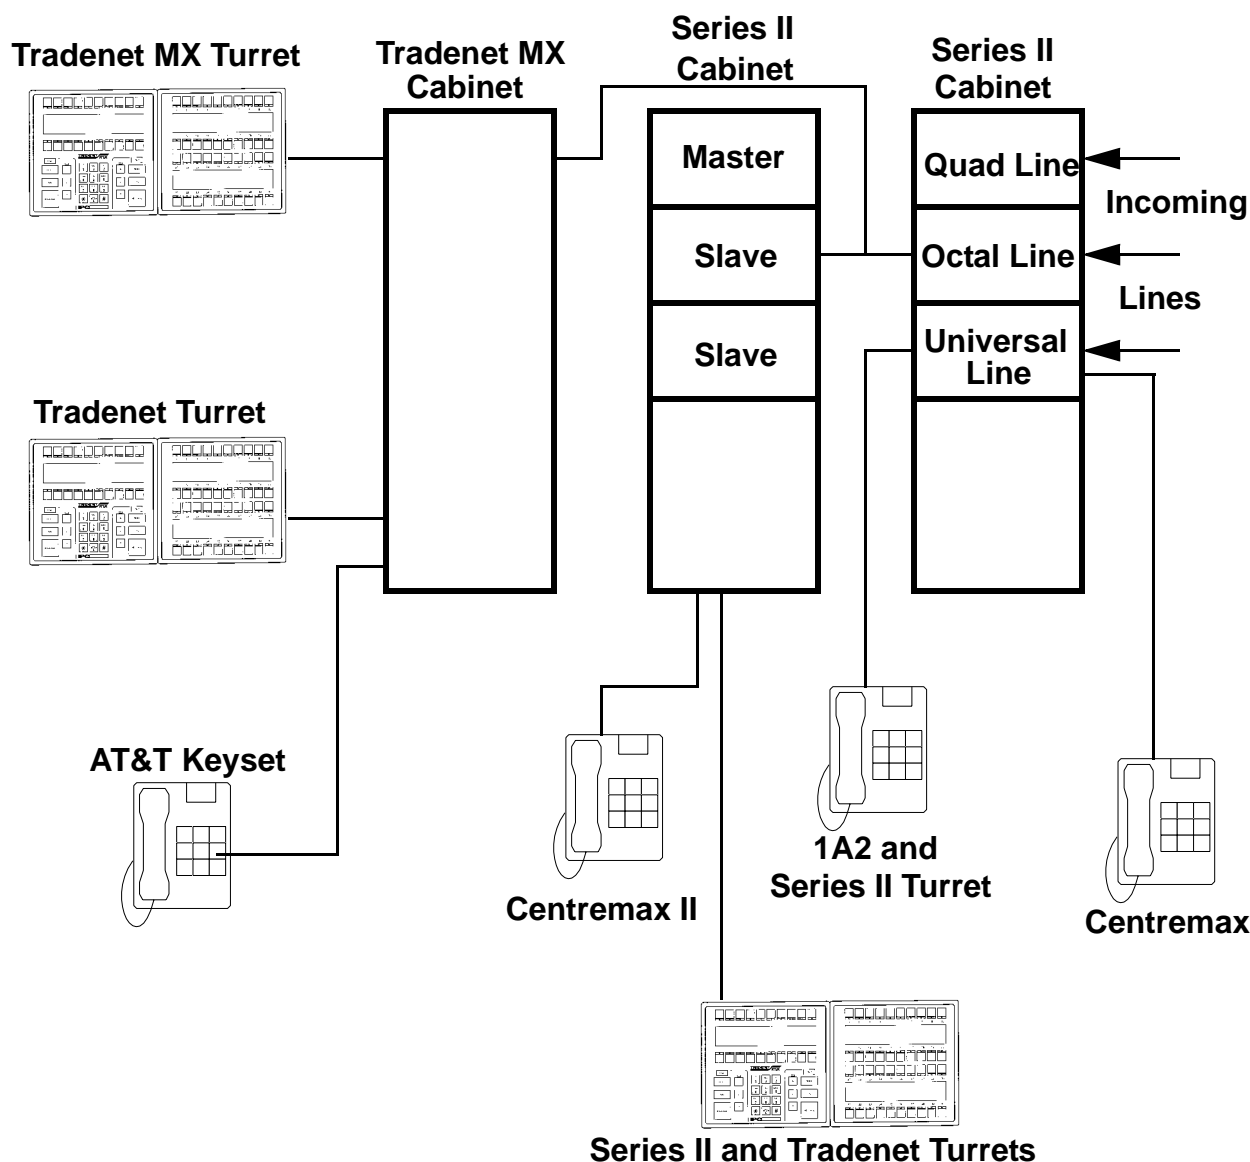 Tradenet MX Turret
Tradenet MX
Cabinet
Series II
Cabinet
Series II
Cabinet
Master
Slave
Slave
Quad Line
Octal Line
Universal
Line
Incoming
Lines
Tradenet Turret
AT&T Keyset
Centremax II
1A2 and
Series II Turret
Centremax
Series II and Tradenet Turrets